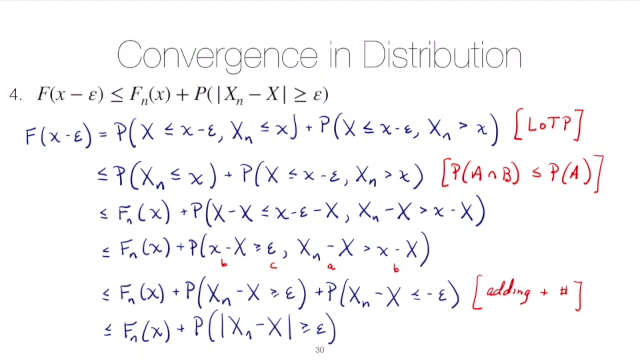 Convergence in Distribution
4. F(x − ε) ≤ Fₙ(x) + P(|Xₙ − X| ≥ ε)
F(x-ε) = P(X ≤ x-ε, Xₙ ≤ x) + P(X ≤ x-ε, Xₙ > x) [LOTP]
≤ P(Xₙ ≤ x) + P(X ≤ x-ε, Xₙ > x) [P(A∩B) ≤ P(A)]
≤ Fₙ(x) + P(X-X ≤ x-ε-X, Xₙ-X > x-X)
≤ Fₙ(x) + P(x-X ≥ ε, Xₙ-X > x-X)
b c a b
≤ Fₙ(x) + P(Xₙ-X ≥ ε) + P(Xₙ-X ≤ -ε) [adding + #]
≤ Fₙ(x) + P(|Xₙ-X| ≥ ε)
30